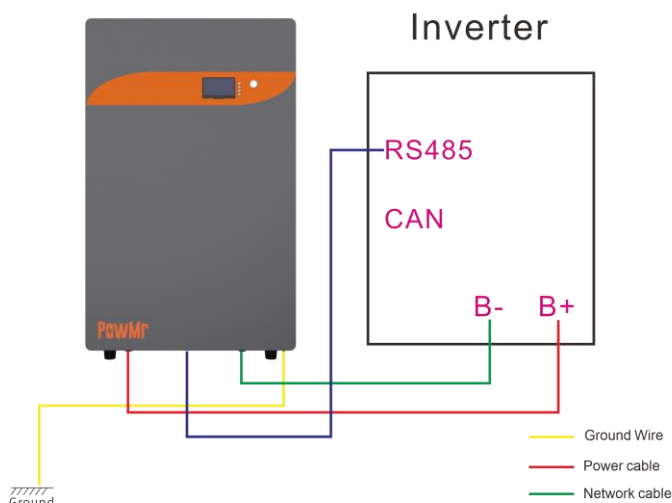 Inverter
RS485
CAN
B- B+
PowMr
Ground Wire
Power cable
Network cable
Ground